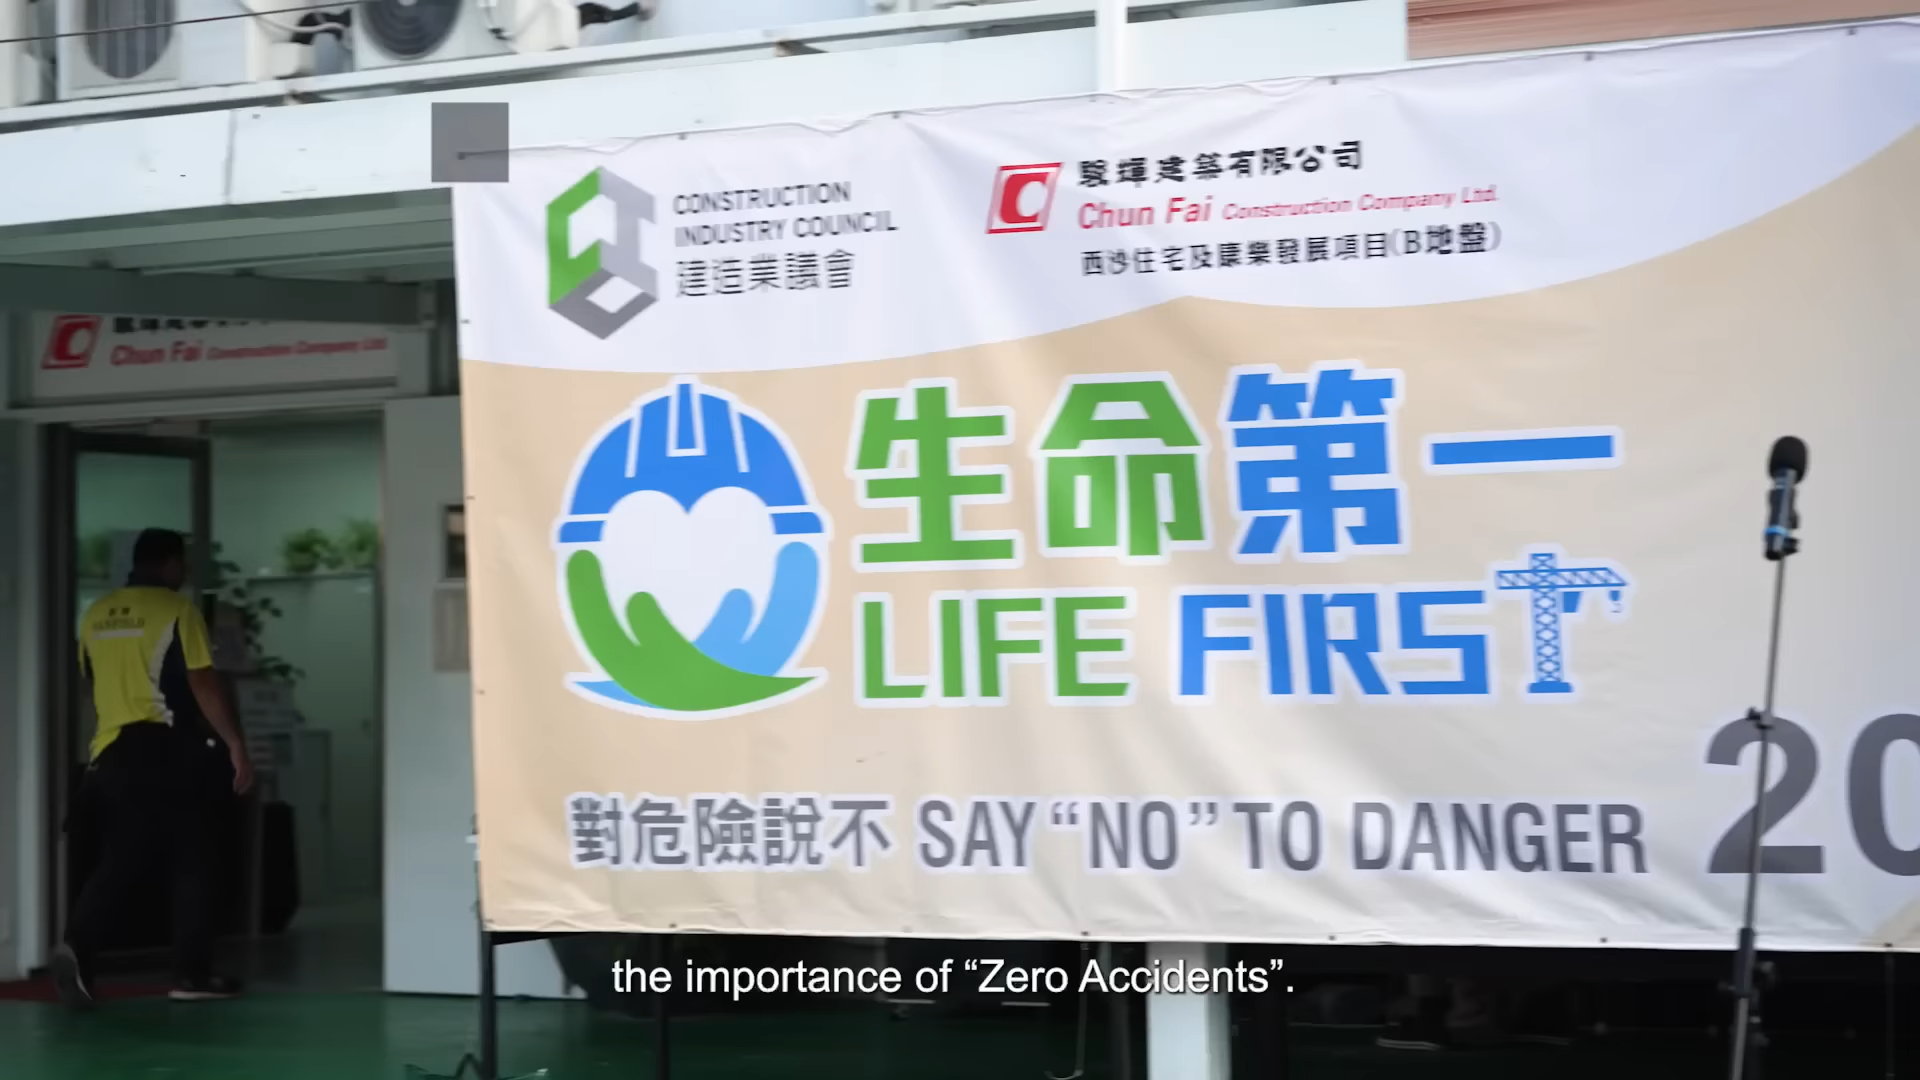 CONSTRUCTION
INDUSTRY COUNCIL
建造業議會
駿輝建築有限公司
Chun Fai Construction Company Ltd.
西沙住宅及康樂發展項目(B地盤)
Chun Fai Construction Company Ltd
生命第一
LIFE FIRST
對危險說不 SAY “NO” TO DANGER
20
the importance of “Zero Accidents”.